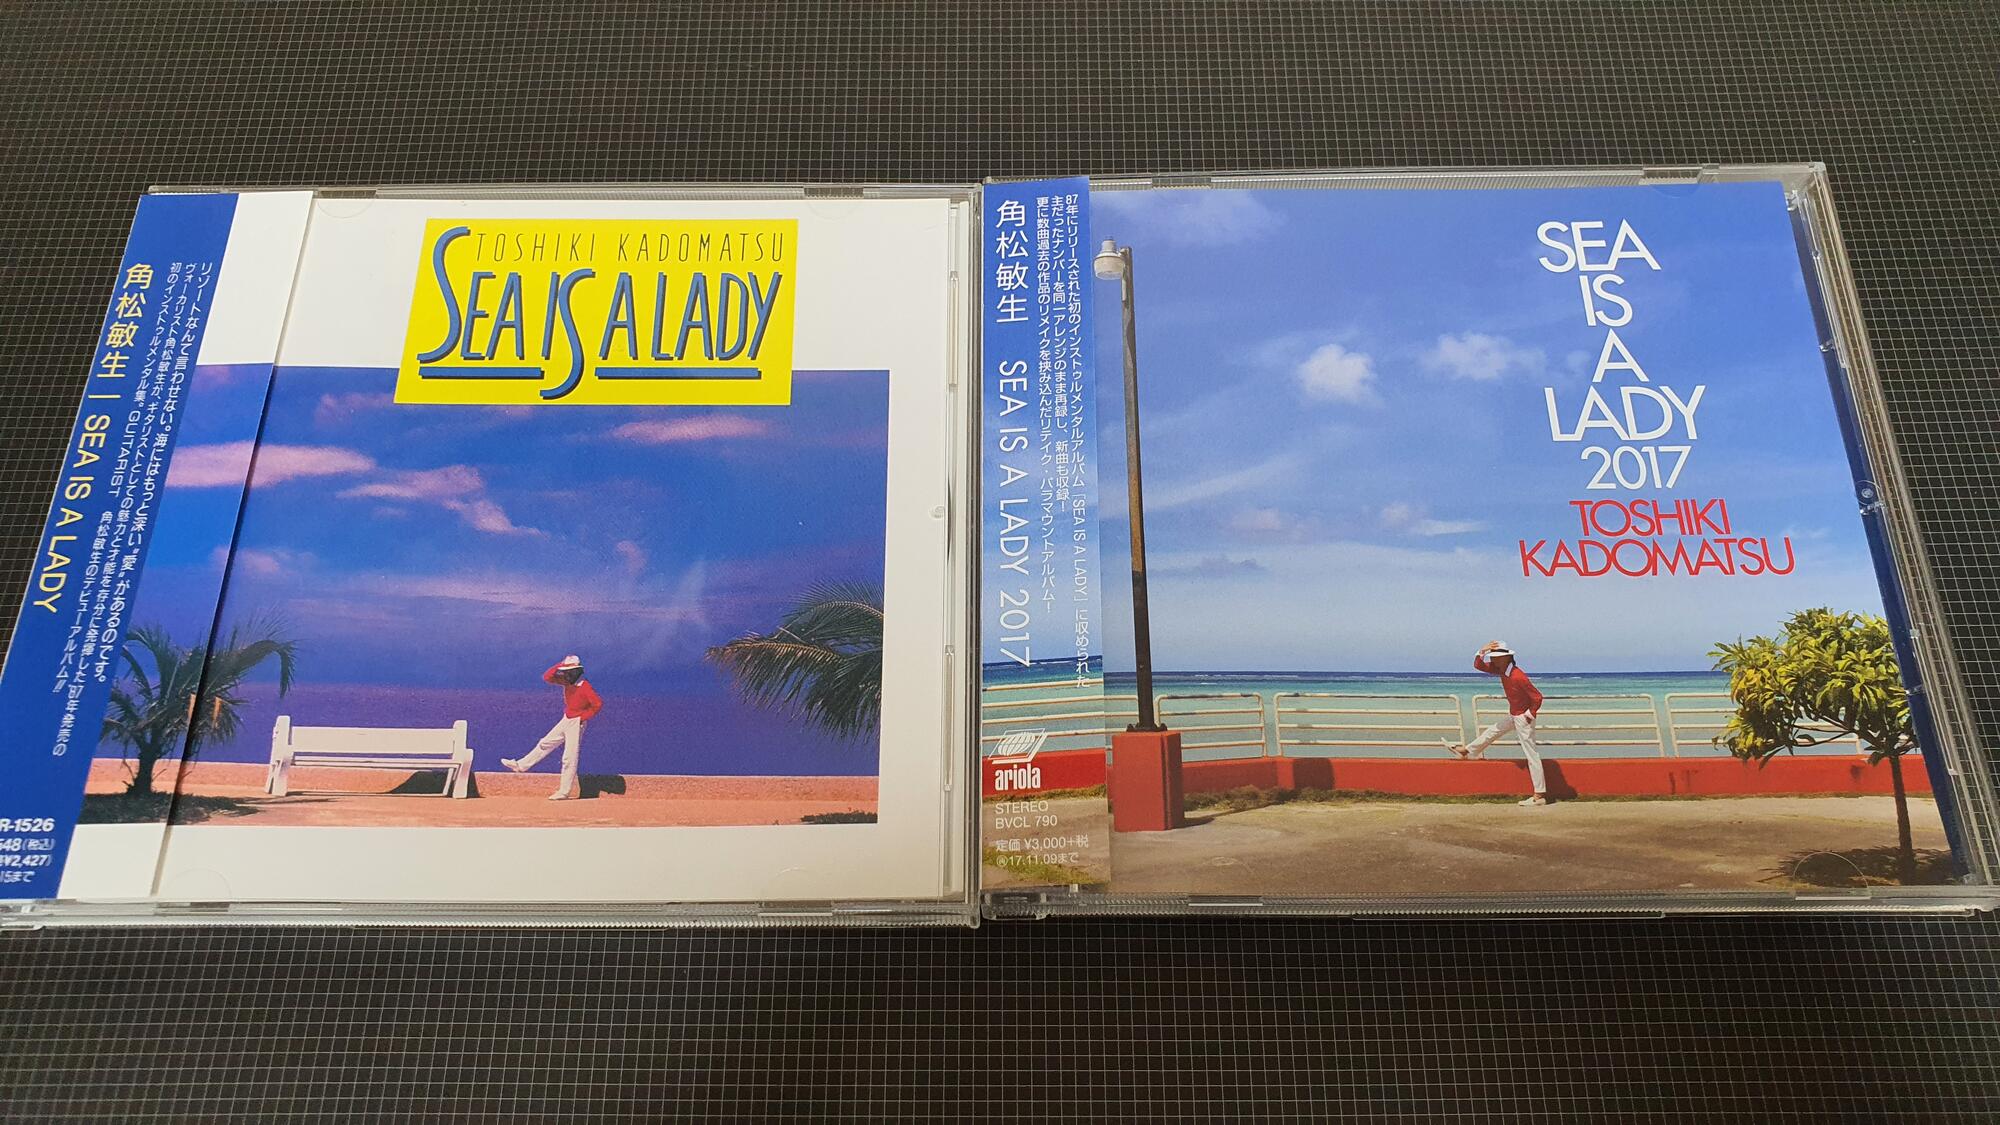 角松敏生 | SEA IS A LADY
リゾートなんて言わせない。海にはもっと深い“愛”があるのです。
ヴォーカリスト角松敏生が、ギタリストとしての魅力と才能を存分に発揮した'87年発売の
初のインストゥルメンタル集。GUITARIST 角松敏生のデビューアルバム!!
R-1526
548(税込)
¥2,427)
15まで
TOSHIKI KADOMATSU
SEA IS A LADY
角松敏生 SEA IS A LADY 2017
87年にリリースされた初のインストゥルメンタルアルバム「SEA IS A LADY」に収められた
主だったナンバーを同一アレンジのまま再録し、新曲も収録!
更に数曲過去の作品のリメイクを挟み込んだリテイク・パラマウントアルバム!
ariola
STEREO
BVCL 790
定価 ¥3,000+税
17.11.09まで
SEA
IS
A
LADY
2017
TOSHIKI
KADOMATSU